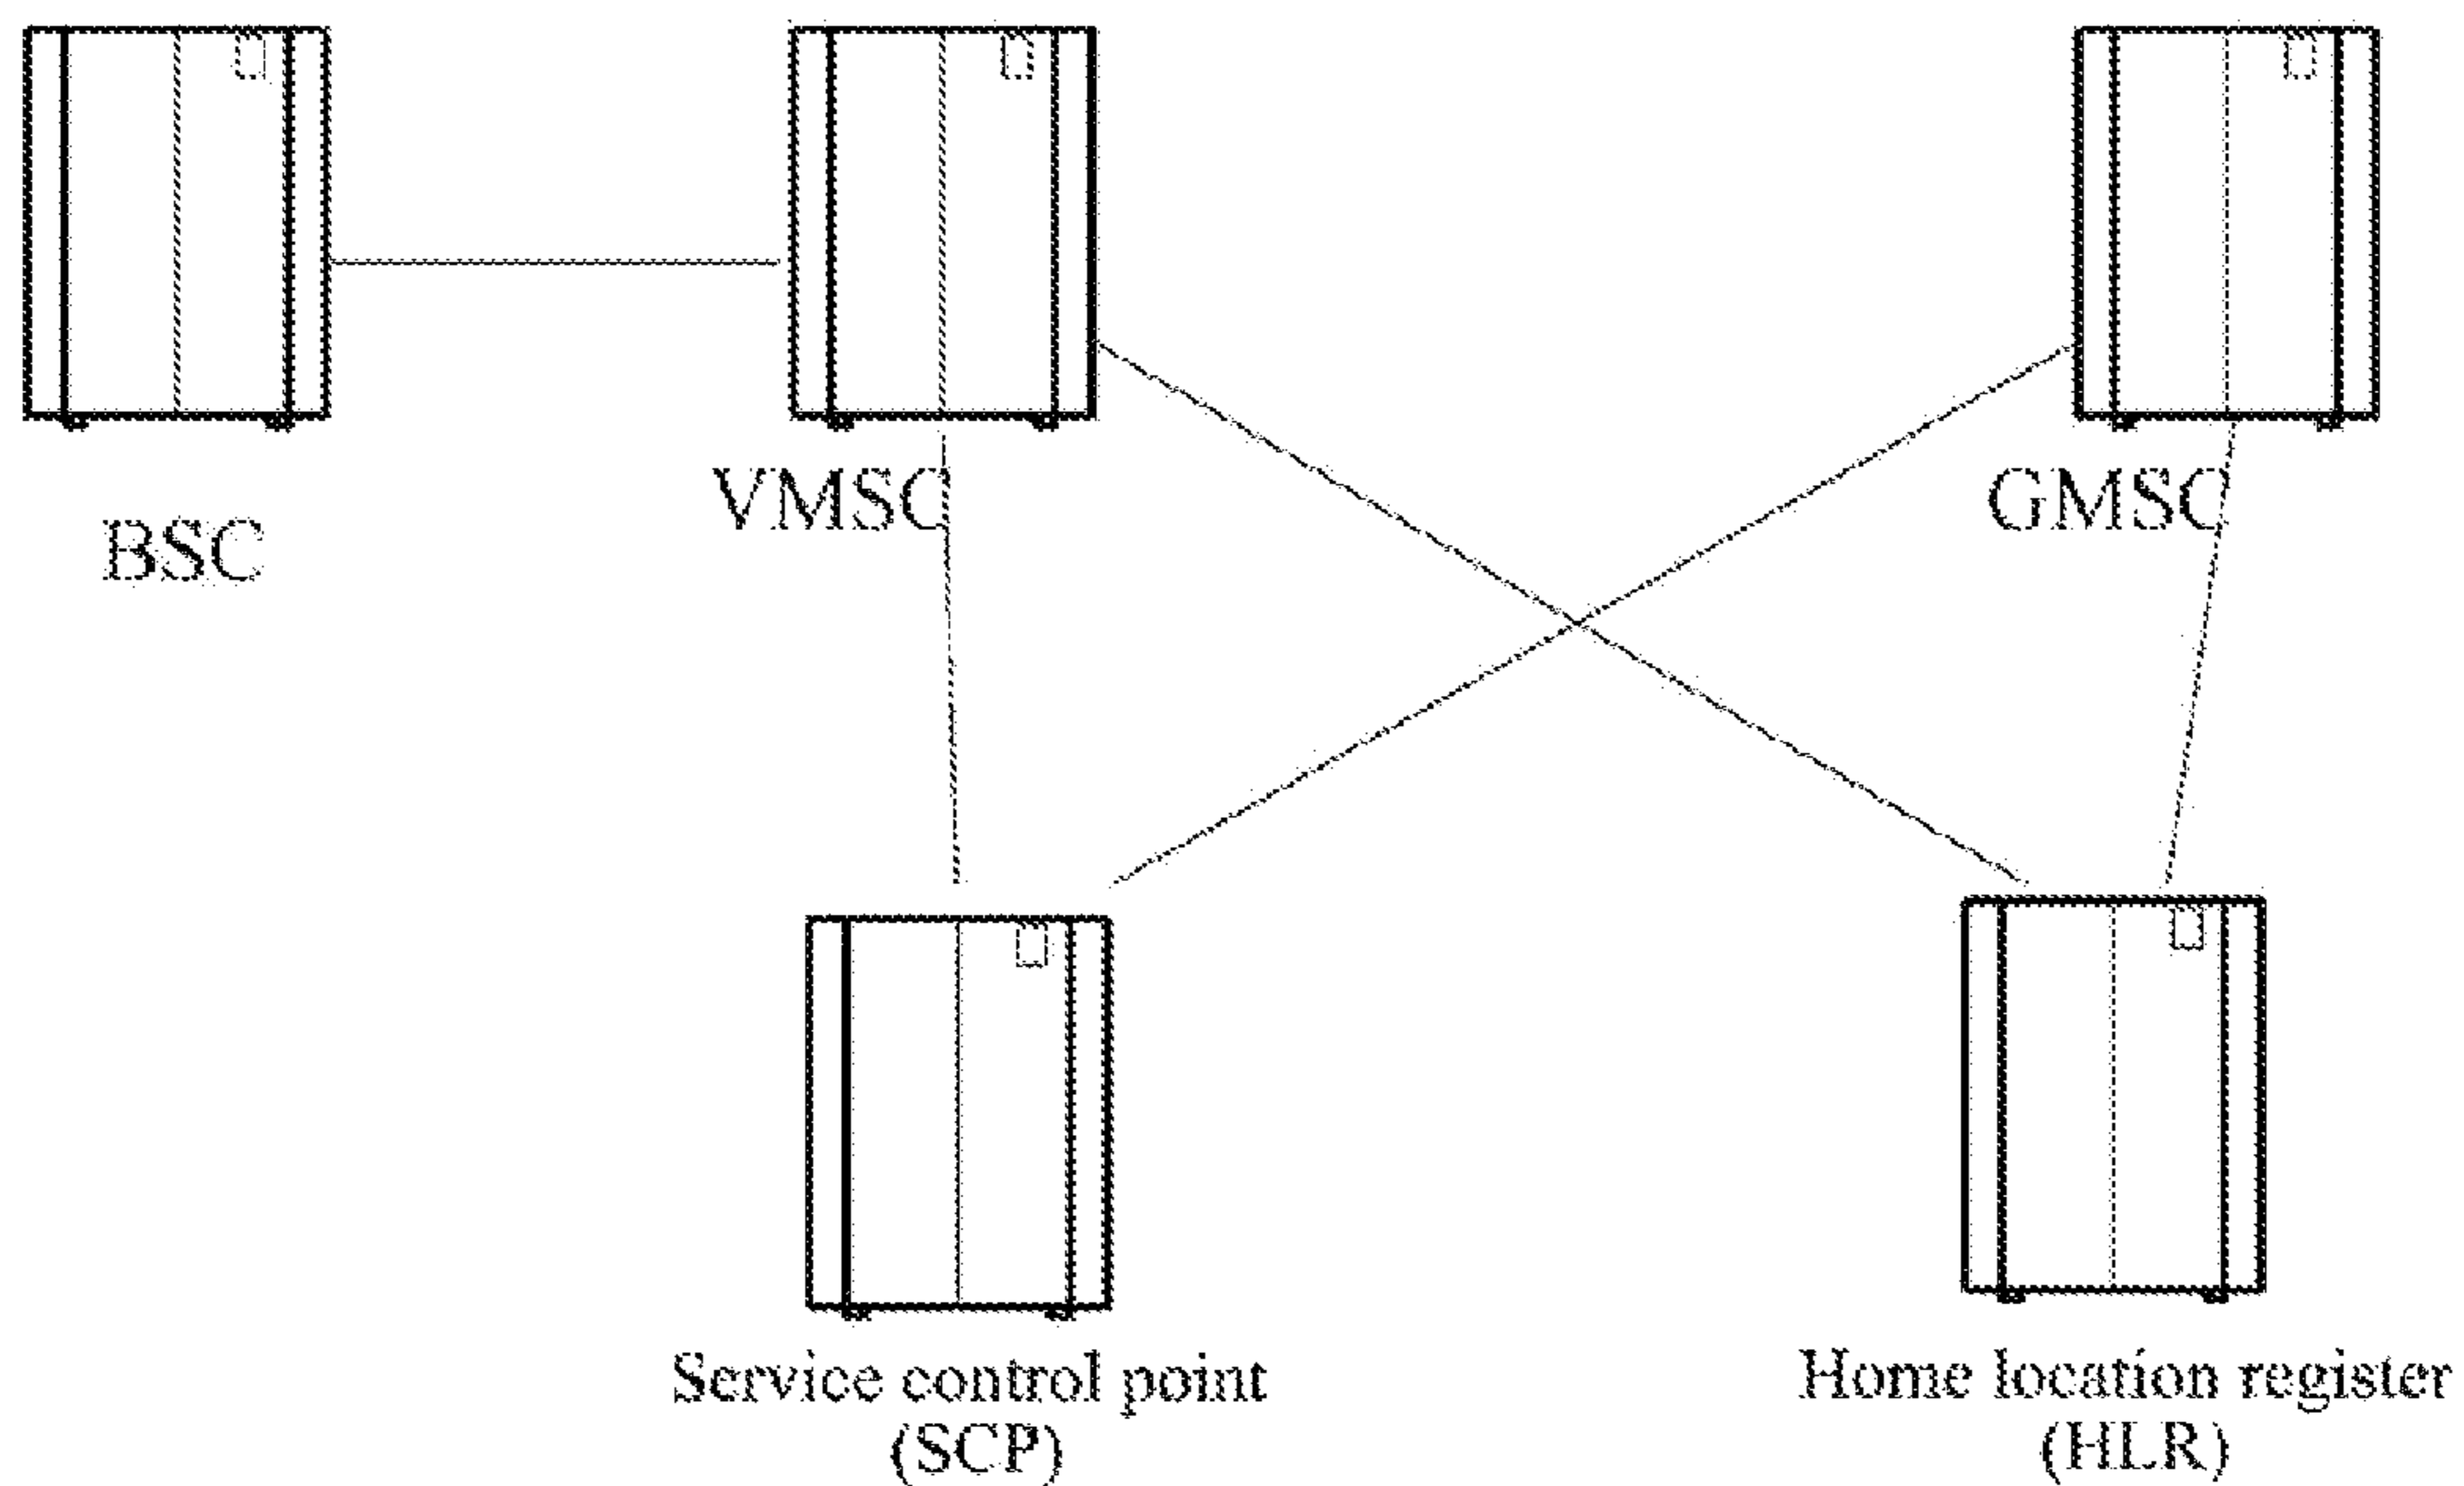 VMSC
GMSC
BSC
Service control point
(SCP)
Home location register
(HLR)